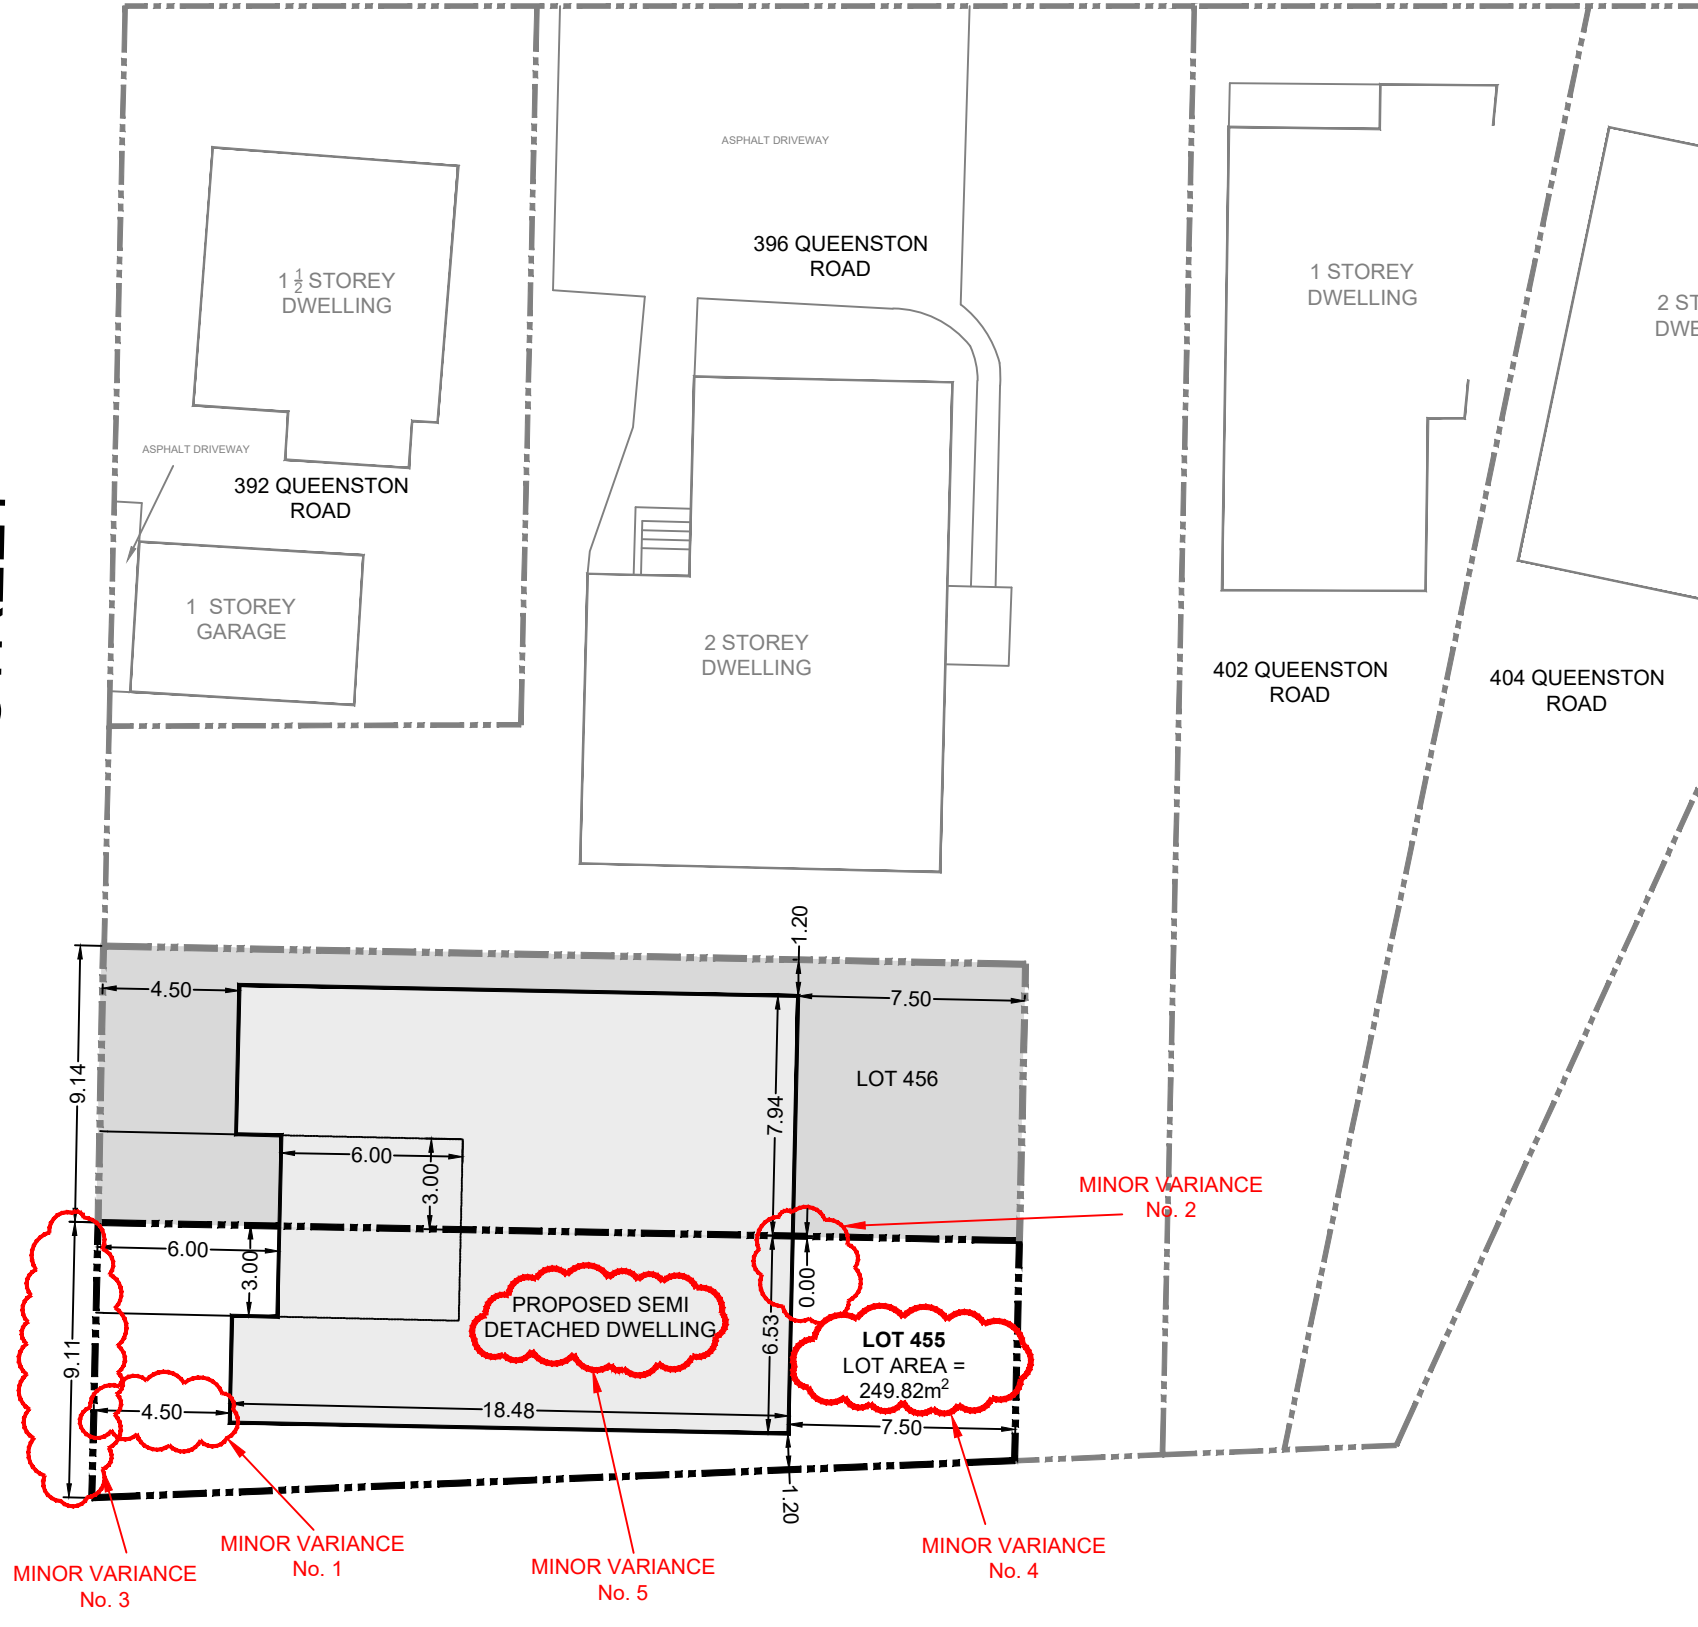 ASPHALT DRIVEWAY
396 QUEENSTON
ROAD
1 1/2 STOREY
DWELLING
1 STOREY
DWELLING
2 ST
DWE
ASPHALT DRIVEWAY
392 QUEENSTON
ROAD
1 STOREY
GARAGE
2 STOREY
DWELLING
402 QUEENSTON
ROAD
404 QUEENSTON
ROAD
1.20
4.50
7.50
9.14
LOT 456
7.94
6.00
3.00
MINOR VARIANCE
No. 2
6.00
3.00
0.00
PROPOSED SEMI
DETACHED DWELLING
6.53
LOT 455
LOT AREA =
249.82m²
9.11
4.50
18.48
7.50
1.20
MINOR VARIANCE
No. 1
MINOR VARIANCE
No. 4
MINOR VARIANCE
No. 5
MINOR VARIANCE
No. 3